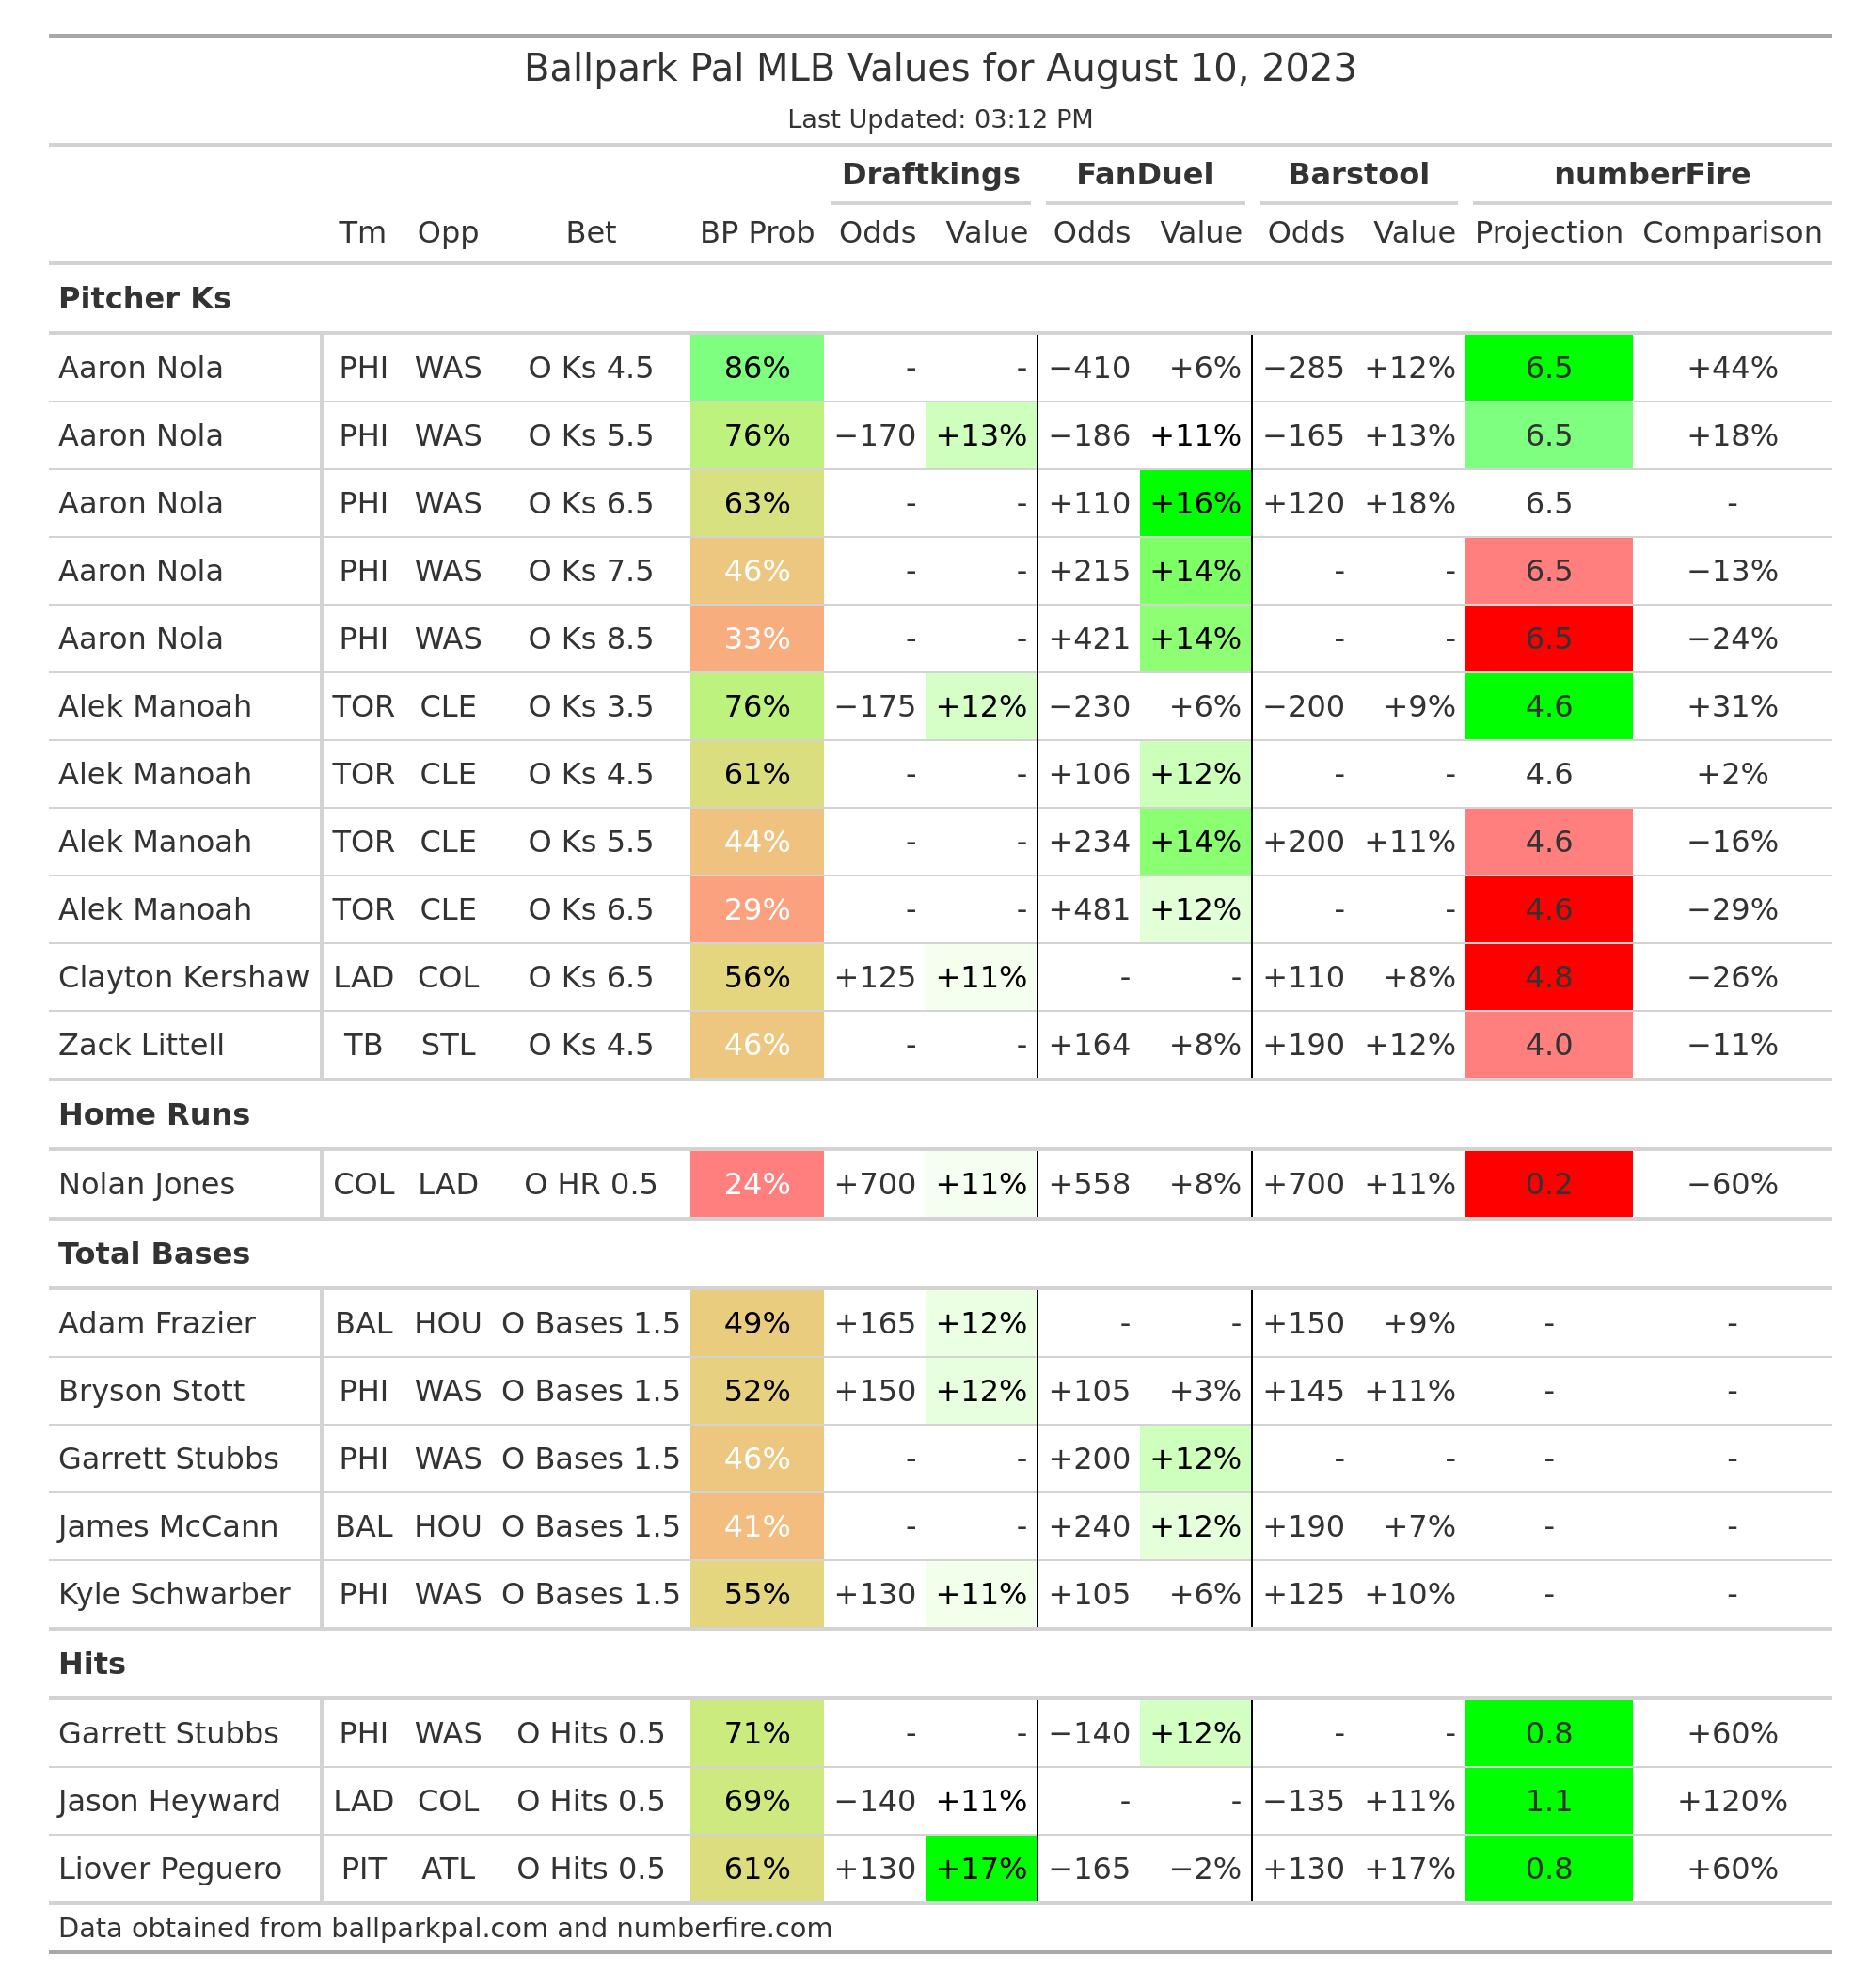 Ballpark Pal MLB Values for August 10, 2023
Last Updated: 03:12 PM
Draftkings FanDuel Barstool numberFire
Tm Opp Bet BP Prob Odds Value Odds Value Odds Value Projection Comparison
Pitcher Ks
Aaron Nola PHI WAS O Ks 4.5 86% - - −410 +6% −285 +12% 6.5 +44%
Aaron Nola PHI WAS O Ks 5.5 76% −170 +13% −186 +11% −165 +13% 6.5 +18%
Aaron Nola PHI WAS O Ks 6.5 63% - - +110 +16% +120 +18% 6.5 -
Aaron Nola PHI WAS O Ks 7.5 46% - - +215 +14% - - 6.5 −13%
Aaron Nola PHI WAS O Ks 8.5 33% - - +421 +14% - - 6.5 −24%
Alek Manoah TOR CLE O Ks 3.5 76% −175 +12% −230 +6% −200 +9% 4.6 +31%
Alek Manoah TOR CLE O Ks 4.5 61% - - +106 +12% - - 4.6 +2%
Alek Manoah TOR CLE O Ks 5.5 44% - - +234 +14% +200 +11% 4.6 −16%
Alek Manoah TOR CLE O Ks 6.5 29% - - +481 +12% - - 4.6 −29%
Clayton Kershaw LAD COL O Ks 6.5 56% +125 +11% - - +110 +8% 4.8 −26%
Zack Littell TB STL O Ks 4.5 46% - - +164 +8% +190 +12% 4.0 −11%
Home Runs
Nolan Jones COL LAD O HR 0.5 24% +700 +11% +558 +8% +700 +11% 0.2 −60%
Total Bases
Adam Frazier BAL HOU O Bases 1.5 49% +165 +12% - - +150 +9% - -
Bryson Stott PHI WAS O Bases 1.5 52% +150 +12% +105 +3% +145 +11% - -
Garrett Stubbs PHI WAS O Bases 1.5 46% - - +200 +12% - - - -
James McCann BAL HOU O Bases 1.5 41% - - +240 +12% +190 +7% - -
Kyle Schwarber PHI WAS O Bases 1.5 55% +130 +11% +105 +6% +125 +10% - -
Hits
Garrett Stubbs PHI WAS O Hits 0.5 71% - - −140 +12% - - 0.8 +60%
Jason Heyward LAD COL O Hits 0.5 69% −140 +11% - - −135 +11% 1.1 +120%
Liover Peguero PIT ATL O Hits 0.5 61% +130 +17% −165 −2% +130 +17% 0.8 +60%
Data obtained from ballparkpal.com and numberfire.com